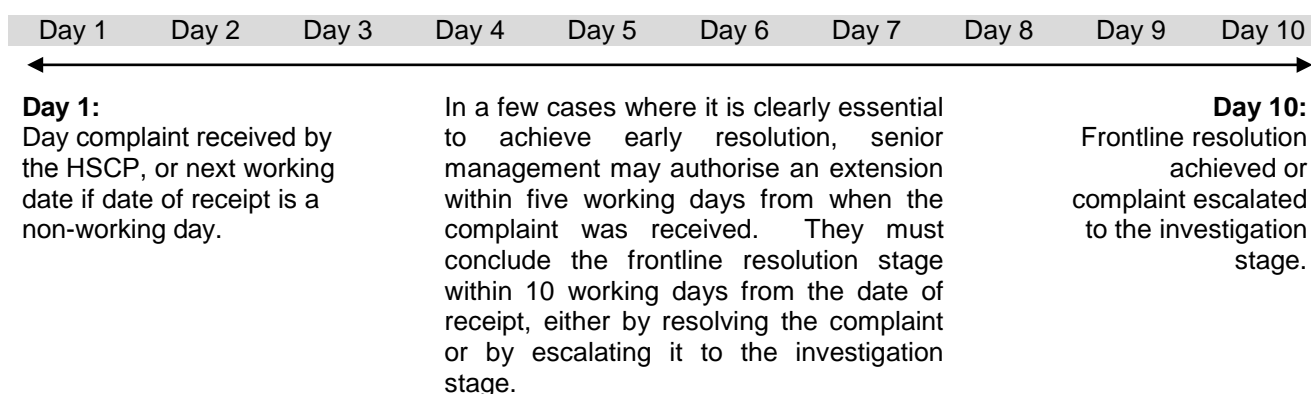 Day 1 Day 2 Day 3 Day 4 Day 5 Day 6 Day 7 Day 8 Day 9 Day 10
Day 1:
Day complaint received by
the HSCP, or next working
date if date of receipt is a
non-working day.
In a few cases where it is clearly essential
to achieve early resolution, senior
management may authorise an extension
within five working days from when the
complaint was received. They must
conclude the frontline resolution stage
within 10 working days from the date of
receipt, either by resolving the complaint
or by escalating it to the investigation
stage.
Day 10:
Frontline resolution
achieved or
complaint escalated
to the investigation
stage.